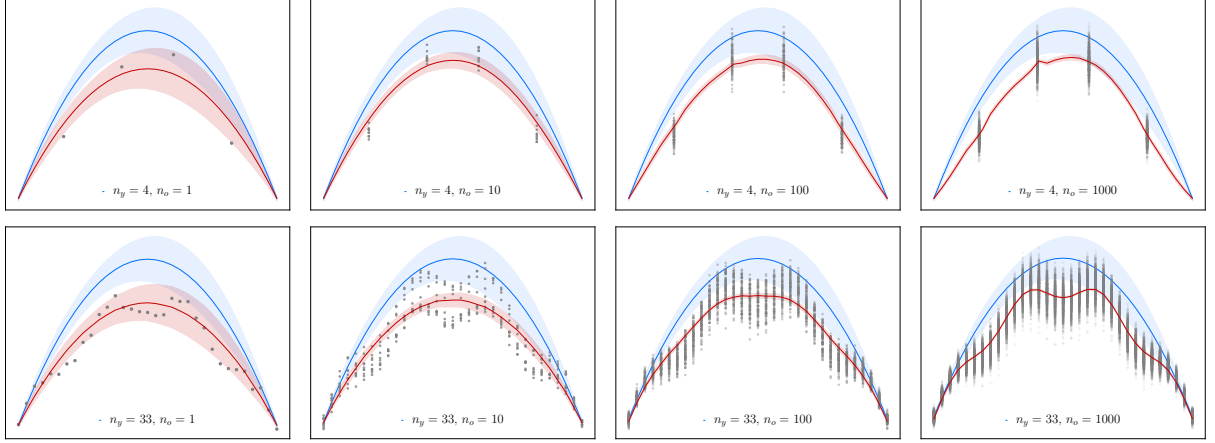 - n_y = 4, n_o = 1
- n_y = 4, n_o = 10
- n_y = 4, n_o = 100
- n_y = 4, n_o = 1000
- n_y = 33, n_o = 1
- n_y = 33, n_o = 10
- n_y = 33, n_o = 100
- n_y = 33, n_o = 1000